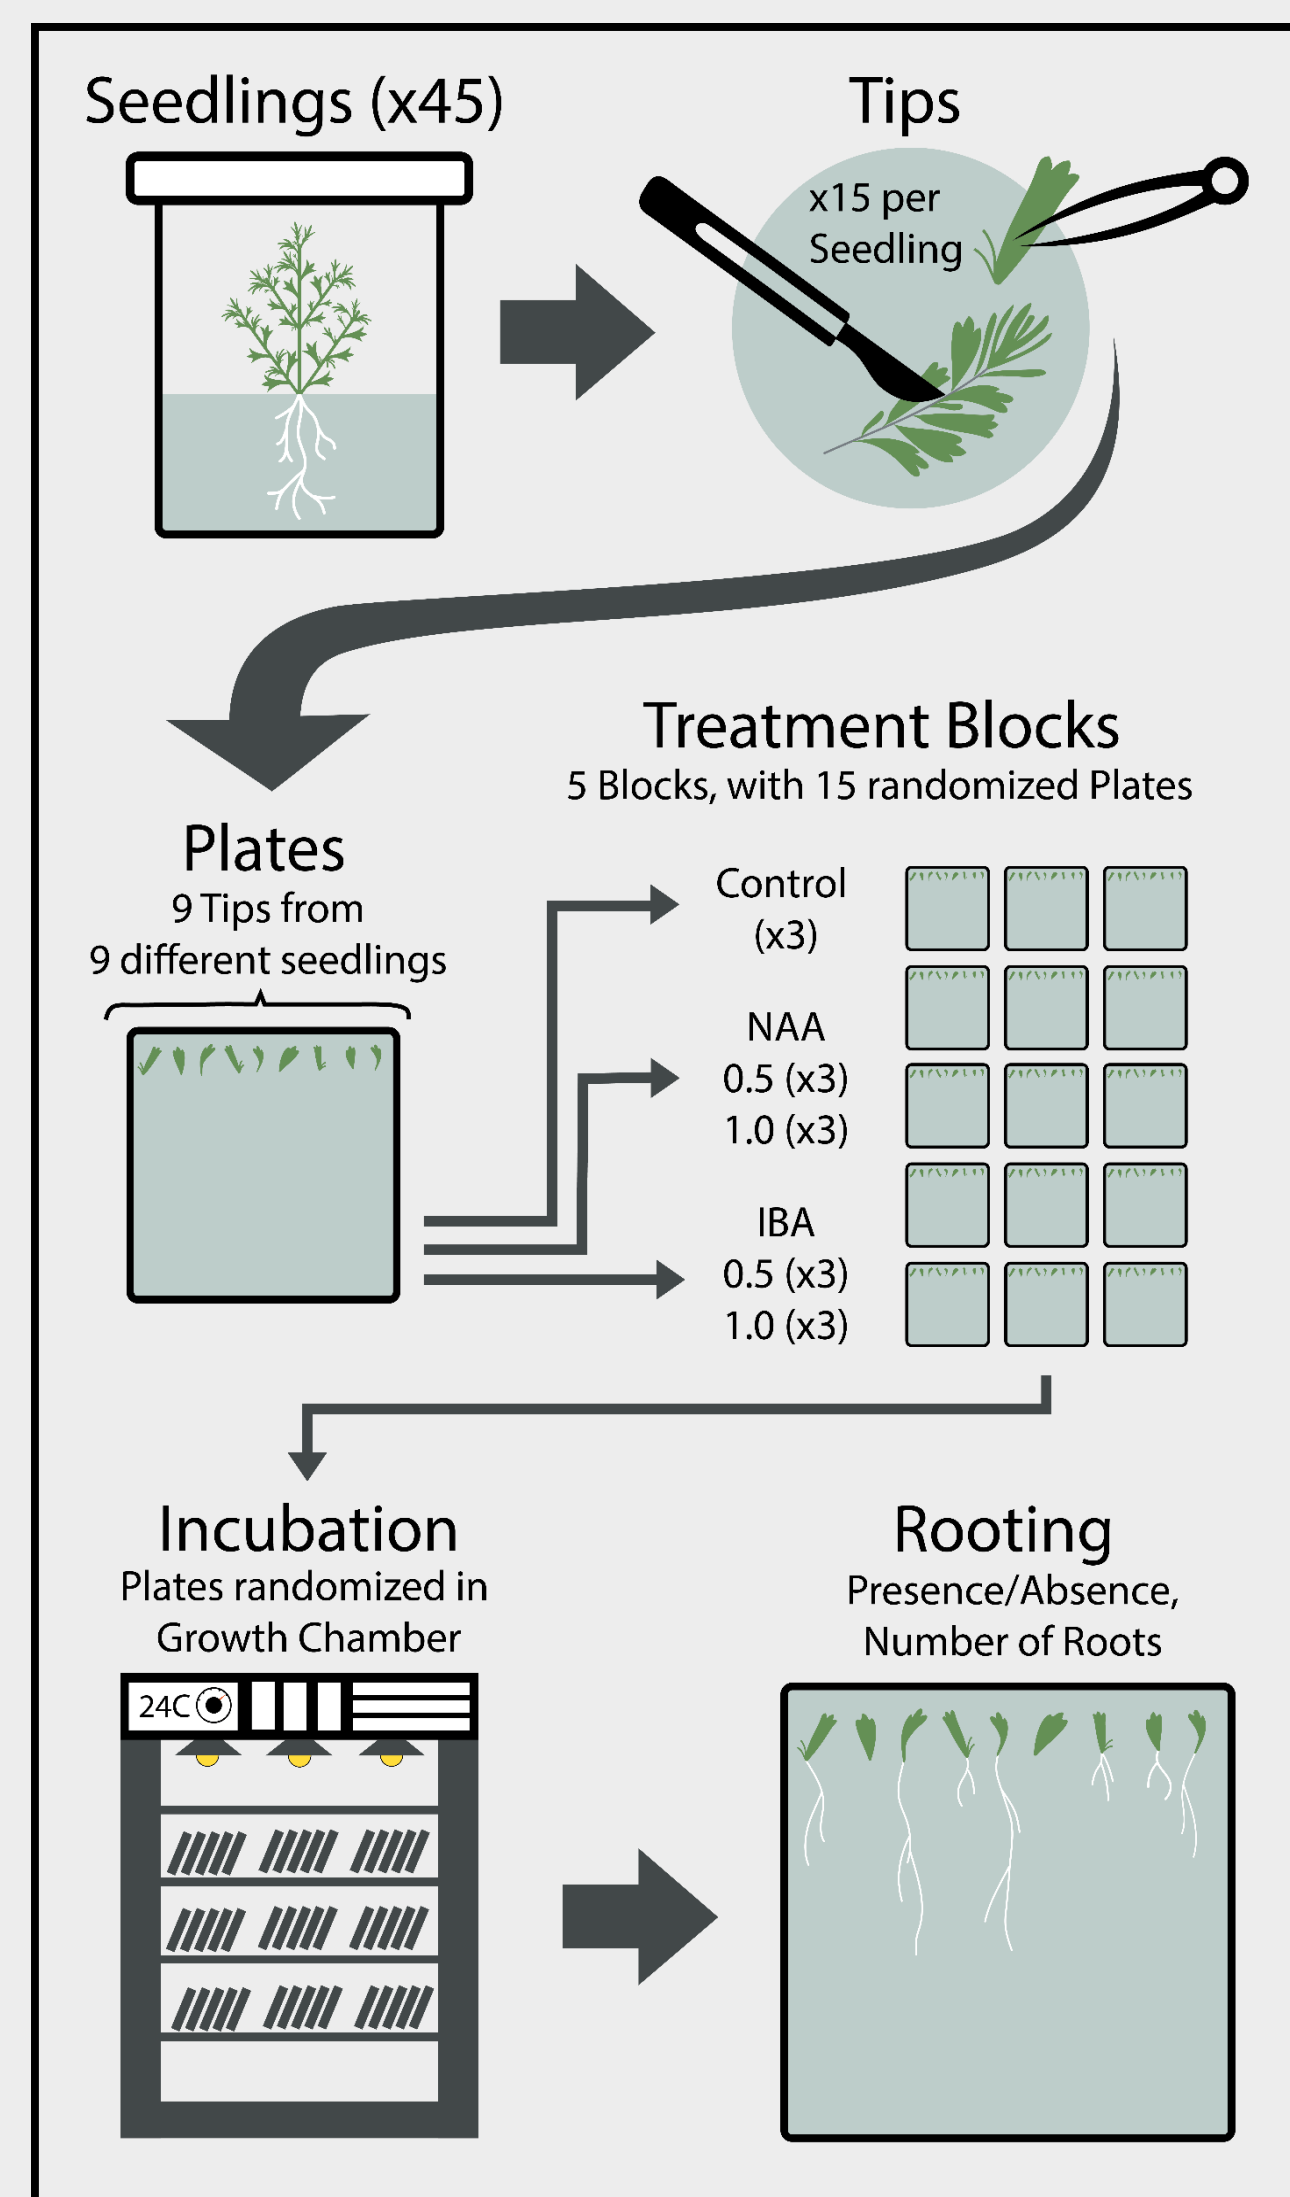 Seedlings (x45)
Tips
x15 per
Seedling
Treatment Blocks
5 Blocks, with 15 randomized Plates
Plates
9 Tips from
9 different seedlings
Control
(x3)
NAA
0.5 (x3)
1.0 (x3)
IBA
0.5 (x3)
1.0 (x3)
Incubation
Plates randomized in
Growth Chamber
24C
Rooting
Presence/Absence,
Number of Roots